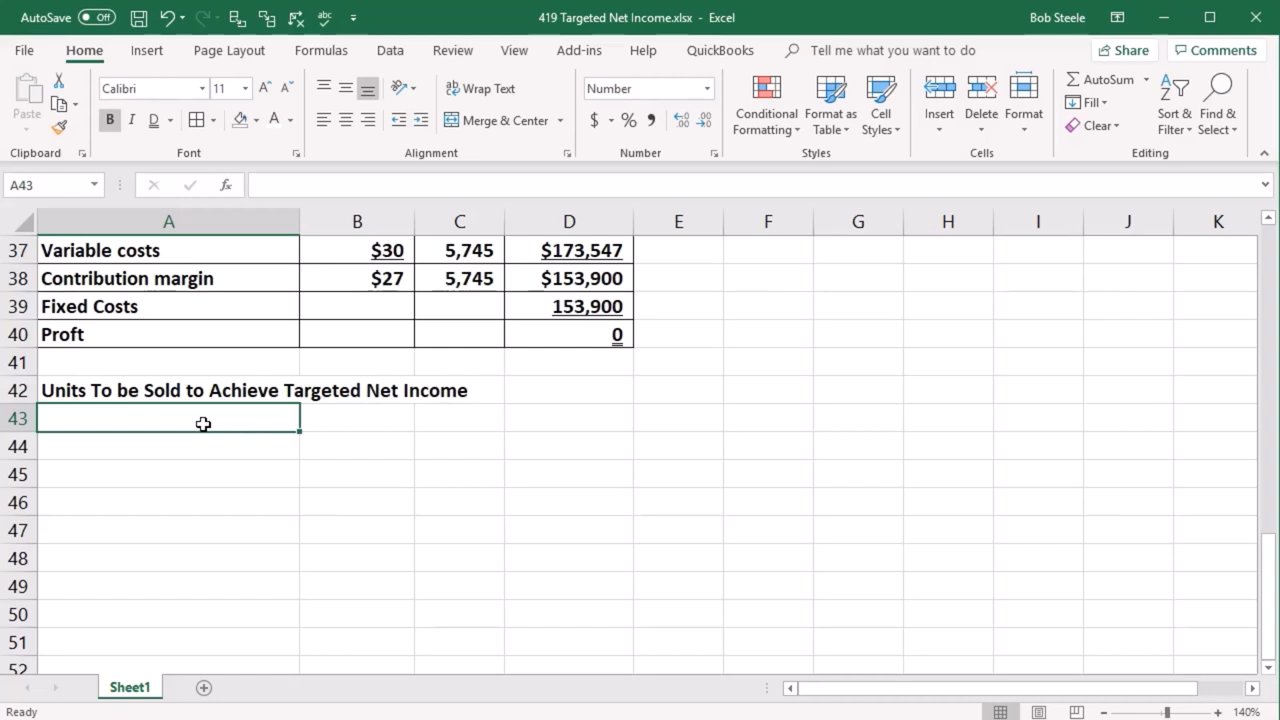 AutoSave Off 419 Targeted Net Income.xlsx - Excel Bob Steele
File Home Insert Page Layout Formulas Data Review View Add-ins Help QuickBooks Tell me what you want to do Share Comments
Paste Calibri 11 Wrap Text Number AutoSum
B I D A Merge & Center $ % Conditional Formatting Format as Table Cell Styles Insert Delete Format Fill Clear Sort & Filter Find & Select
Clipboard Font Alignment Number Styles Cells Editing
A43 fx
A B C D E F G H I J K
37 Variable costs $30 5,745 $173,547
38 Contribution margin $27 5,745 $153,900
39 Fixed Costs 153,900
40 Proft 0
41
42 Units To be Sold to Achieve Targeted Net Income
43
44
45
46
47
48
49
50
51
52
Sheet1
Ready 140%